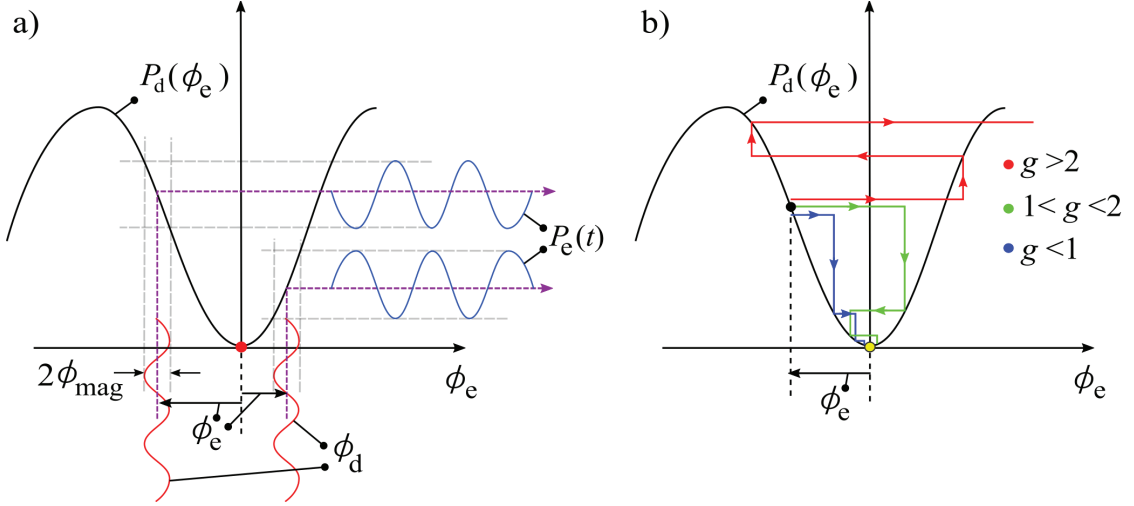 a)
P_d(ϕ_e)
P_e(t)
ϕ_e
2ϕ_mag
ϕ_e
ϕ_d
b)
P_d(ϕ_e)
g >2
1< g <2
g <1
ϕ_e
ϕ_e